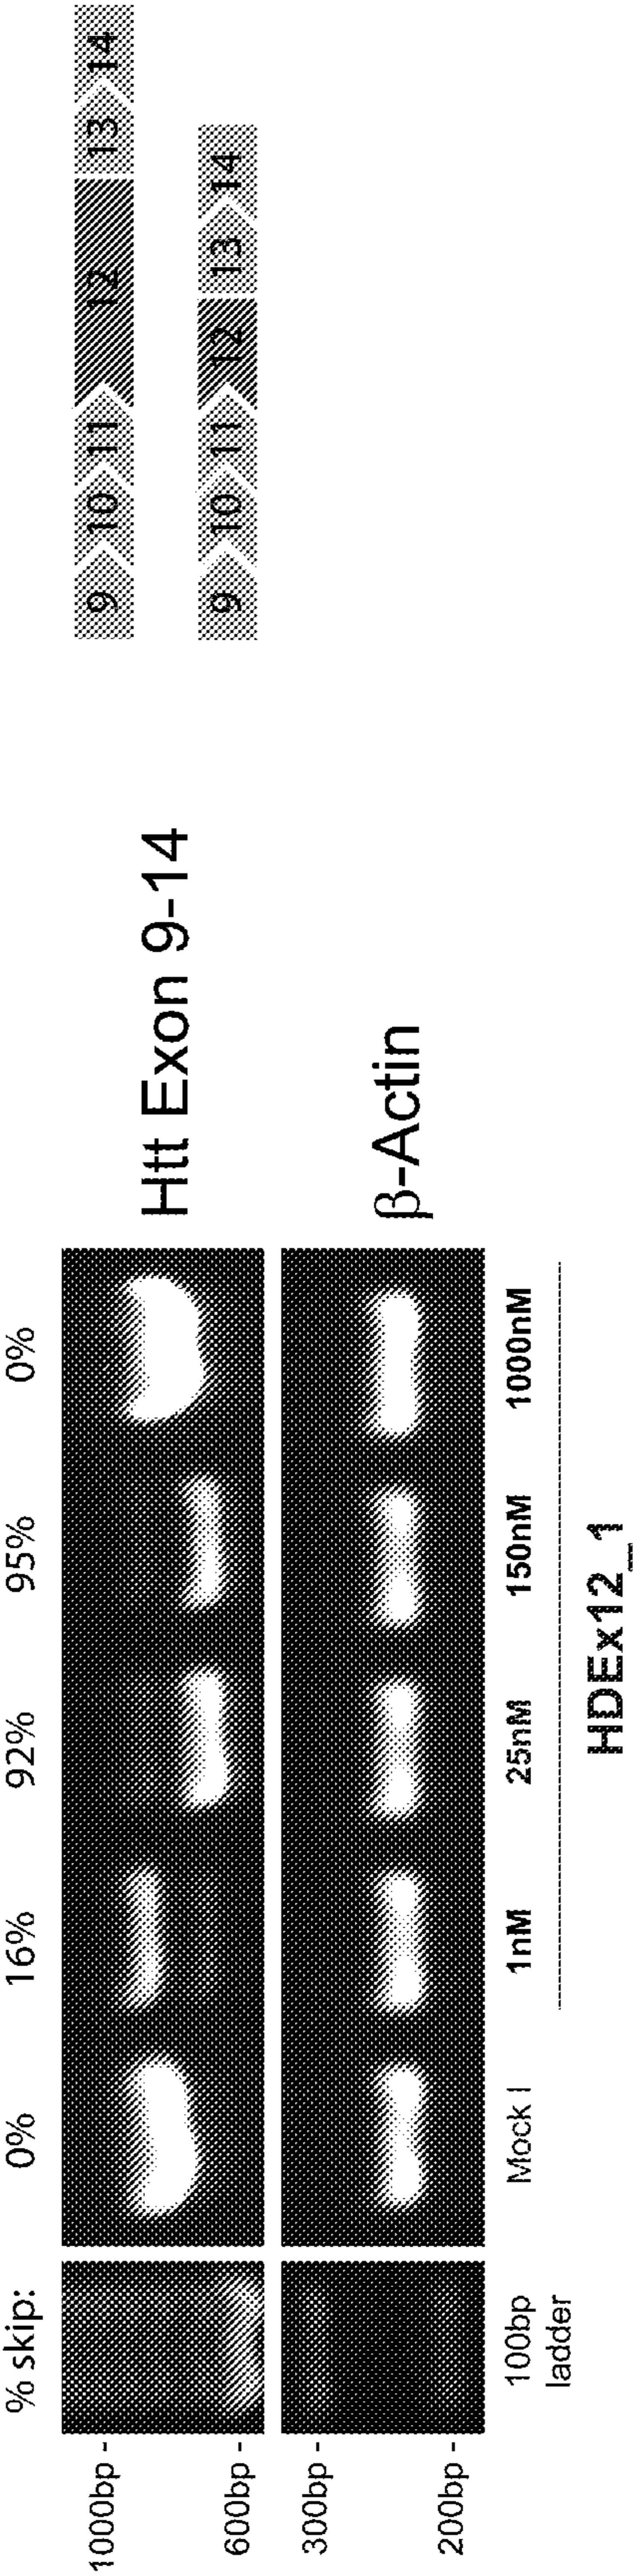 % skip: 0% 16% 92% 95% 0%
1000bp -
600bp -
Htt Exon 9-14
9 10 11 12 13 14
9 10 11 12 13 14
300bp -
200bp -
β-Actin
100bp
ladder
Mock I 1nM 25nM 150nM 1000nM
HDEx12_1